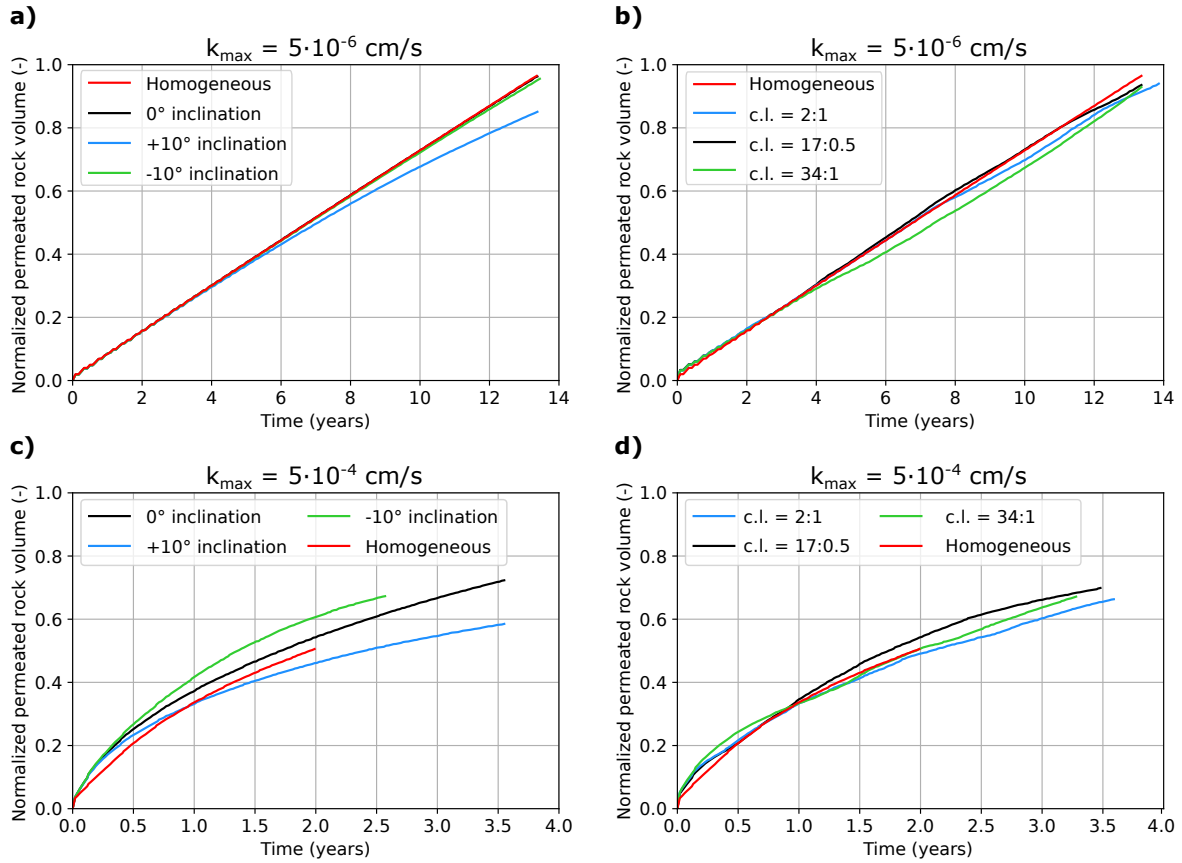 a)
k_max = 5·10^-6 cm/s
Normalized permeated rock volume (-)
1.0
0.8
0.6
0.4
0.2
0.0
Homogeneous
0° inclination
+10° inclination
-10° inclination
0 2 4 6 8 10 12 14
Time (years)
b)
k_max = 5·10^-6 cm/s
Normalized permeated rock volume (-)
1.0
0.8
0.6
0.4
0.2
0.0
Homogeneous
c.l. = 2:1
c.l. = 17:0.5
c.l. = 34:1
0 2 4 6 8 10 12 14
Time (years)
c)
k_max = 5·10^-4 cm/s
Normalized permeated rock volume (-)
1.0
0.8
0.6
0.4
0.2
0.0
0° inclination -10° inclination
+10° inclination Homogeneous
0.0 0.5 1.0 1.5 2.0 2.5 3.0 3.5 4.0
Time (years)
d)
k_max = 5·10^-4 cm/s
Normalized permeated rock volume (-)
1.0
0.8
0.6
0.4
0.2
0.0
c.l. = 2:1 c.l. = 34:1
c.l. = 17:0.5 Homogeneous
0.0 0.5 1.0 1.5 2.0 2.5 3.0 3.5 4.0
Time (years)